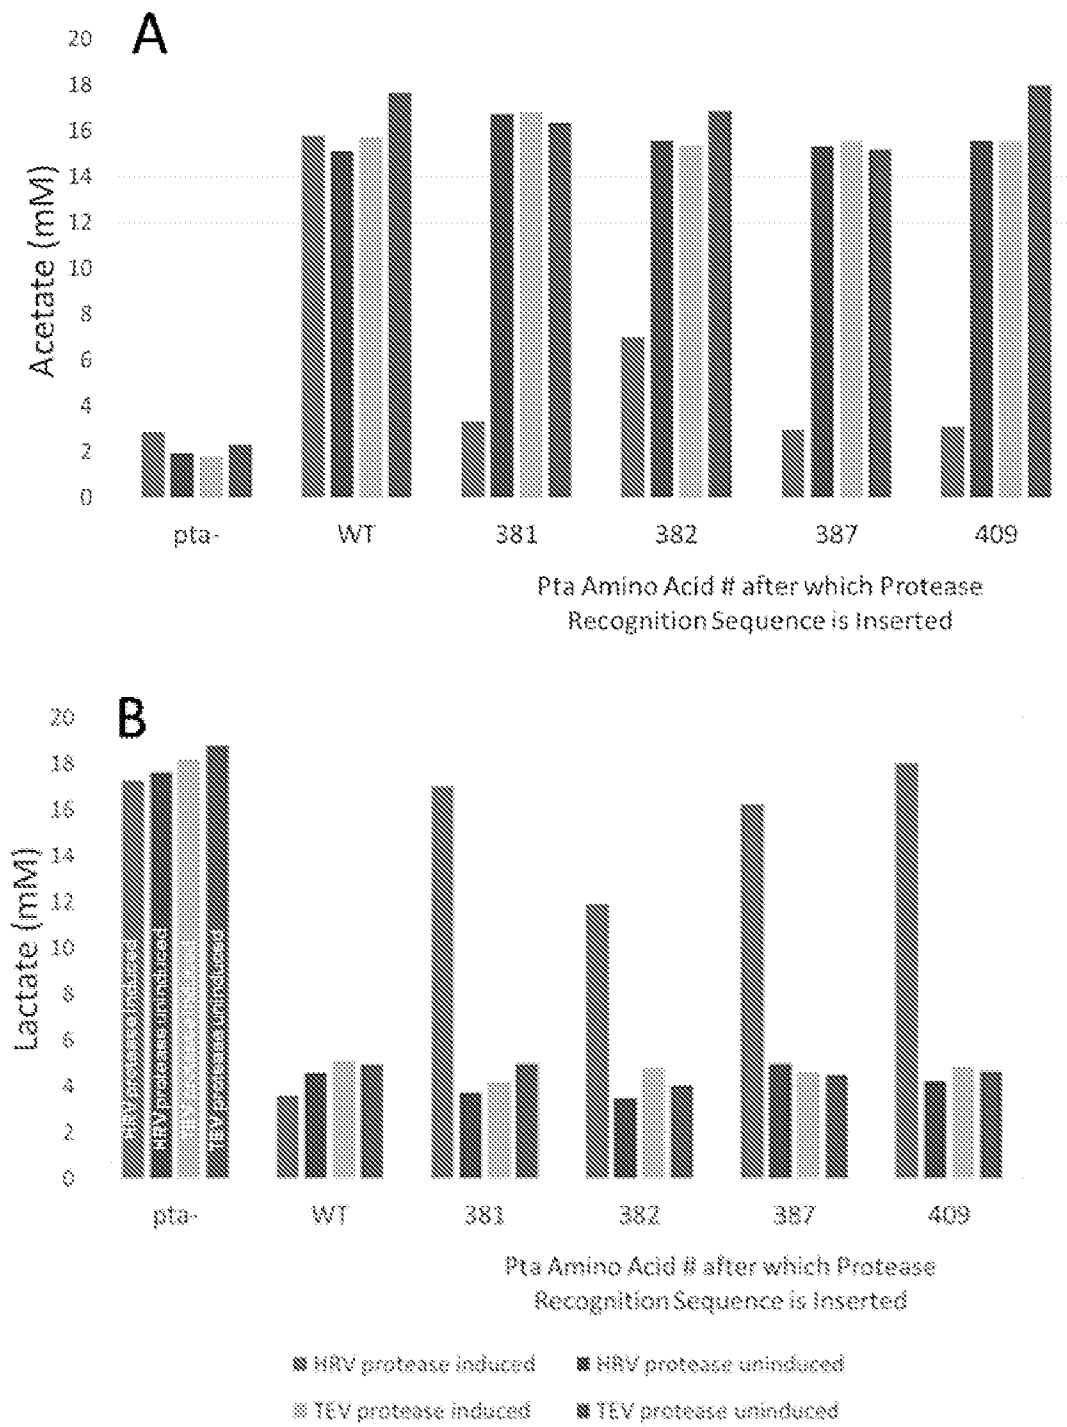 A
20
18
16
14
12
10
8
6
4
2
0
Acetate (mM)
pta- WT 381 382 387 409
Pta Amino Acid # after which Protease
Recognition Sequence is Inserted
B
20
18
16
14
12
10
8
6
4
2
0
Lactate (mM)
HRV protease induced
HRV protease uninduced
TEV protease uninduced
pta- WT 381 382 387 409
Pta Amino Acid # after which Protease
Recognition Sequence is Inserted
HRV protease induced HRV protease uninduced
TEV protease induced TEV protease uninduced